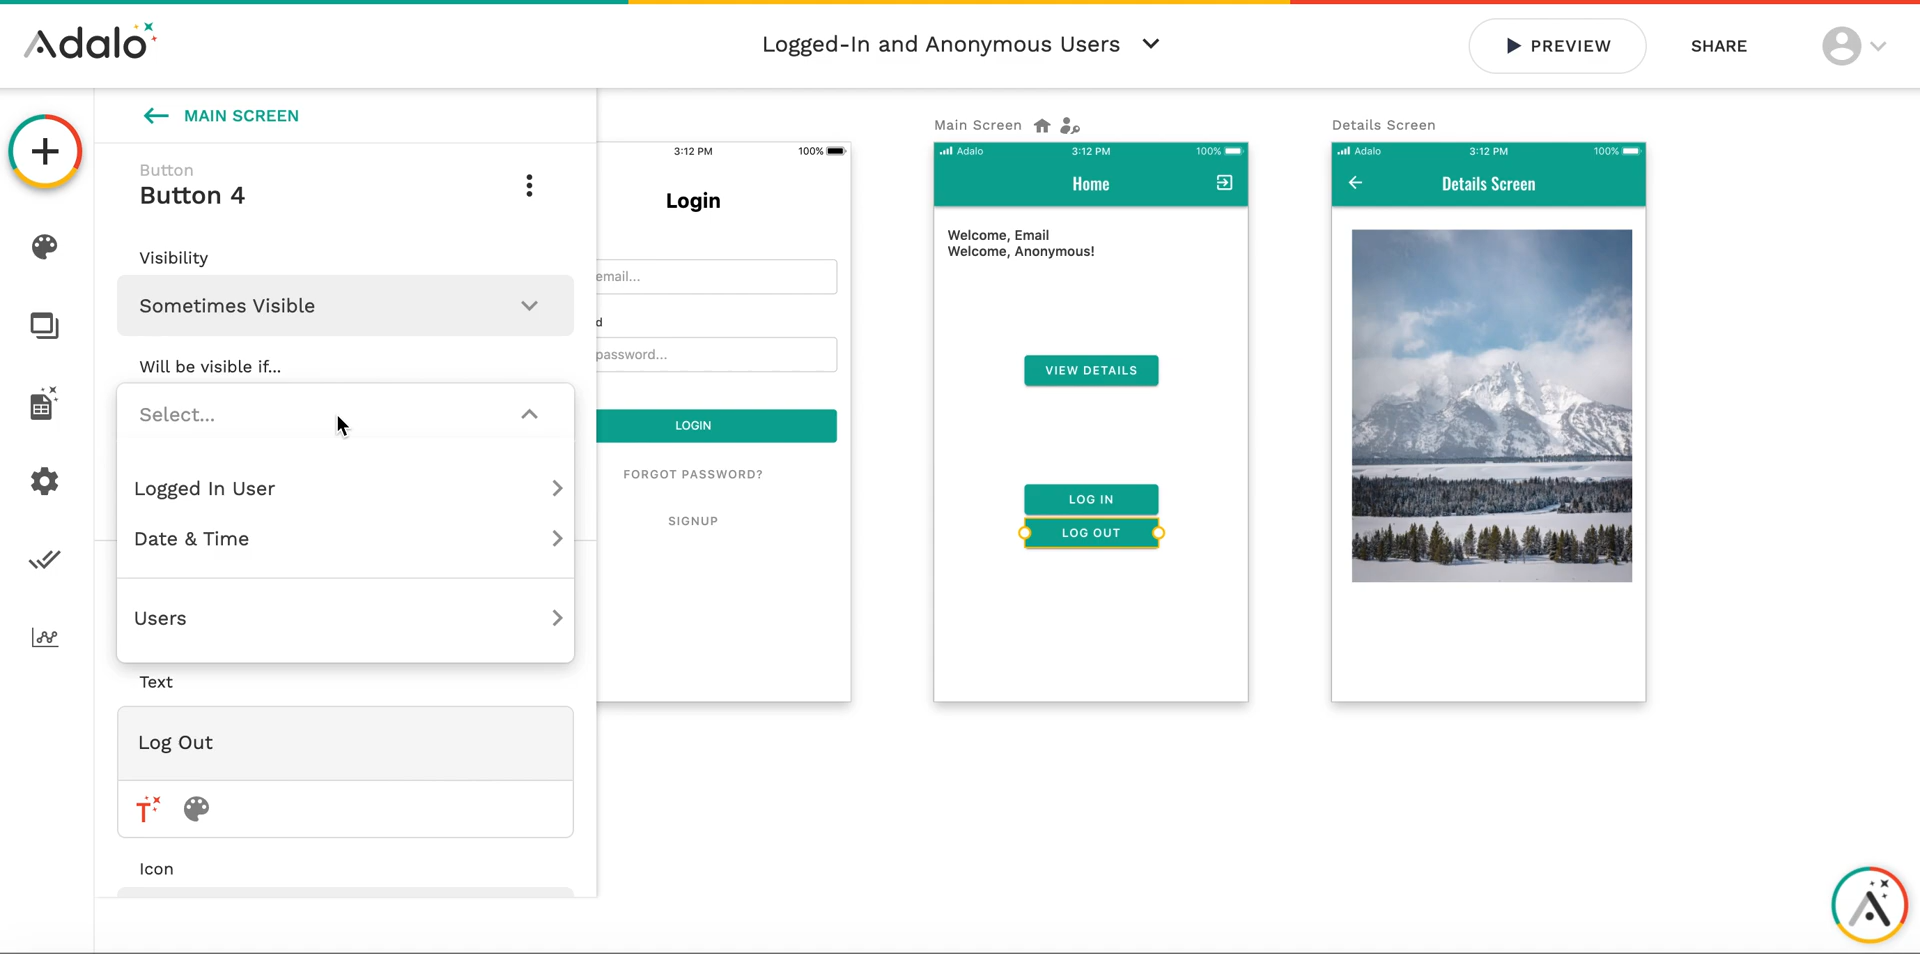 Adalo
Logged-In and Anonymous Users
PREVIEW
SHARE
MAIN SCREEN
Button
Button 4
Visibility
Sometimes Visible
Will be visible if...
Select...
Logged In User
Date & Time
Users
Text
Log Out
T
Icon
3:12 PM
100%
Login
email...
d
password...
LOGIN
FORGOT PASSWORD?
SIGNUP
Main Screen
Adalo
3:12 PM
100%
Home
Welcome, Email
Welcome, Anonymous!
VIEW DETAILS
LOG IN
LOG OUT
Details Screen
Adalo
3:12 PM
100%
Details Screen